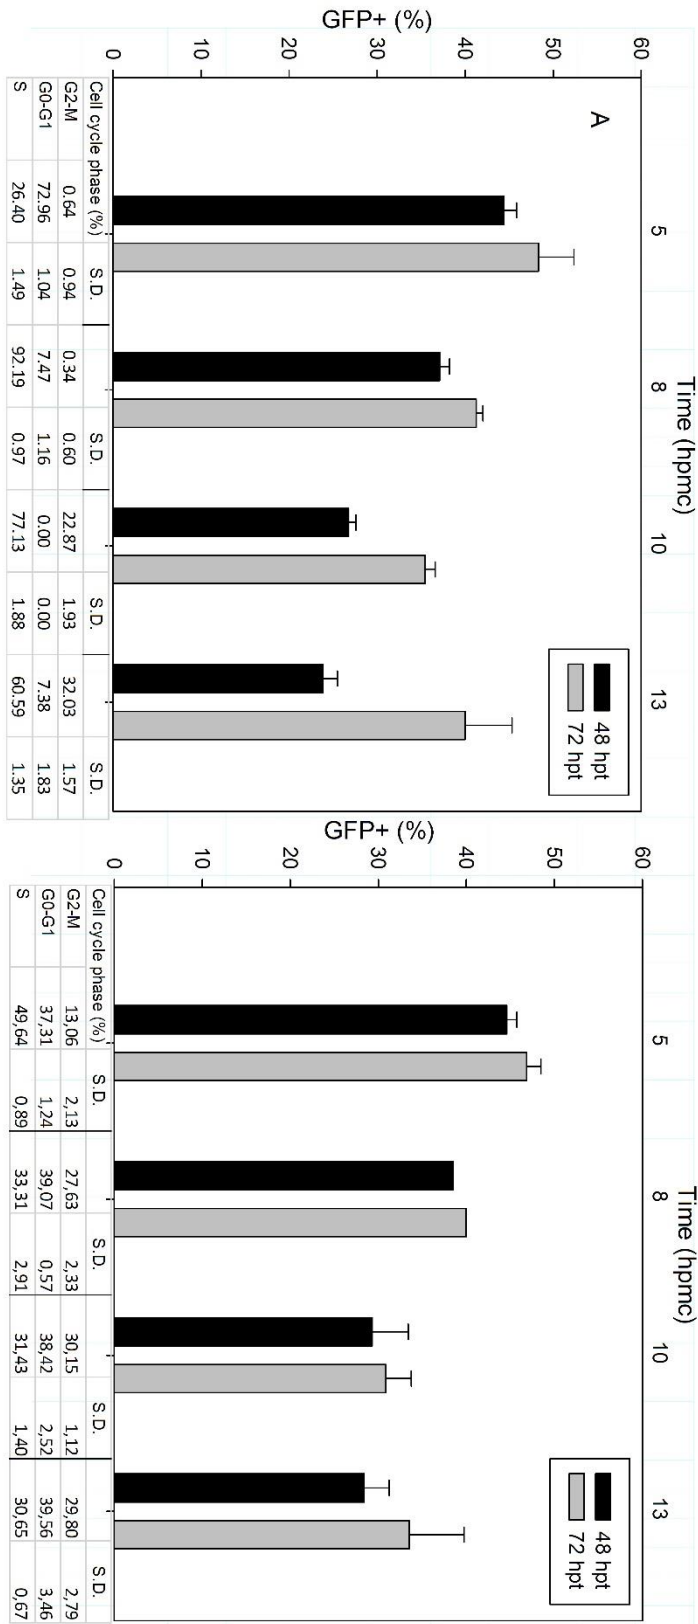 Time (hpmc)
5 8 10 13
A
48 hpt
72 hpt
GFP+ (%)
60
50
40
30
20
10
0
Cell cycle phase (%) S.D. S.D. S.D. S.D.
G2-M 0.64 0.94 0.34 0.60 22.87 1.93 32.03 1.57
G0-G1 72.96 1.04 7.47 1.16 0.00 0.00 7.38 1.83
S 26.40 1.49 92.19 0.97 77.13 1.88 60.59 1.35
Time (hpmc)
5 8 10 13
48 hpt
72 hpt
GFP+ (%)
60
50
40
30
20
10
0
Cell cycle phase (%) S.D. S.D. S.D. S.D.
G2-M 13,06 2,13 27,63 2,33 30,15 1,12 29,80 2,79
G0-G1 37,31 1,24 39,07 0,57 38,42 2,52 39,56 3,46
S 49,64 0,89 33,31 2,91 31,43 1,40 30,65 0,67